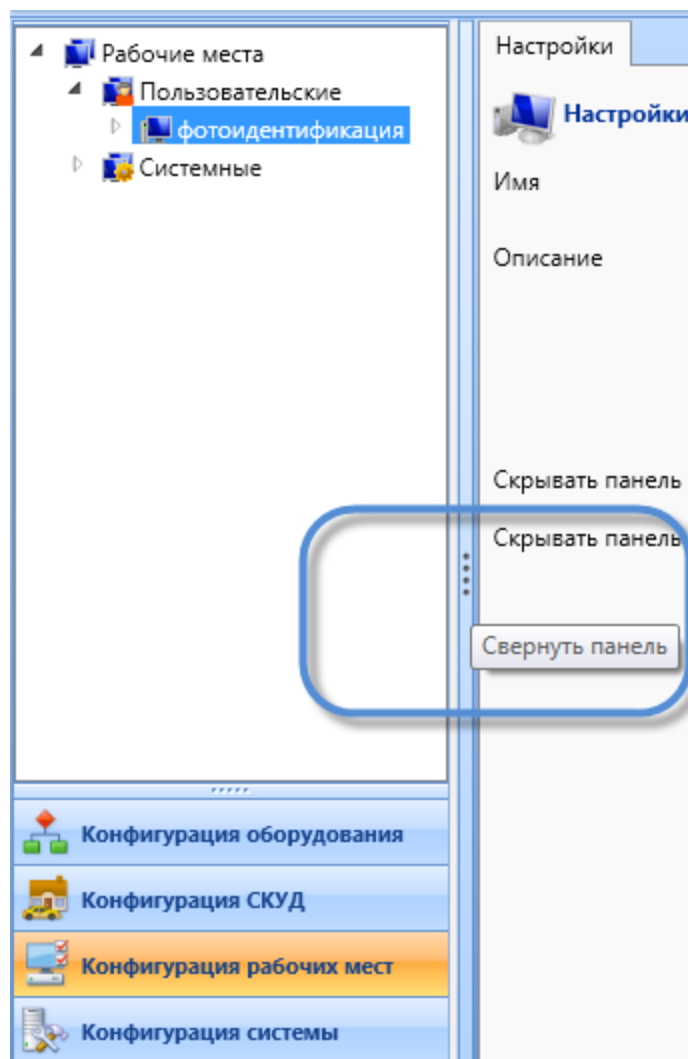 Рабочие места
Пользовательские
фотоидентификация
Системные
Настройки
Настройки
Имя
Описание
Скрывать панель
Скрывать панель
Свернуть панель
Конфигурация оборудования
Конфигурация СКУД
Конфигурация рабочих мест
Конфигурация системы